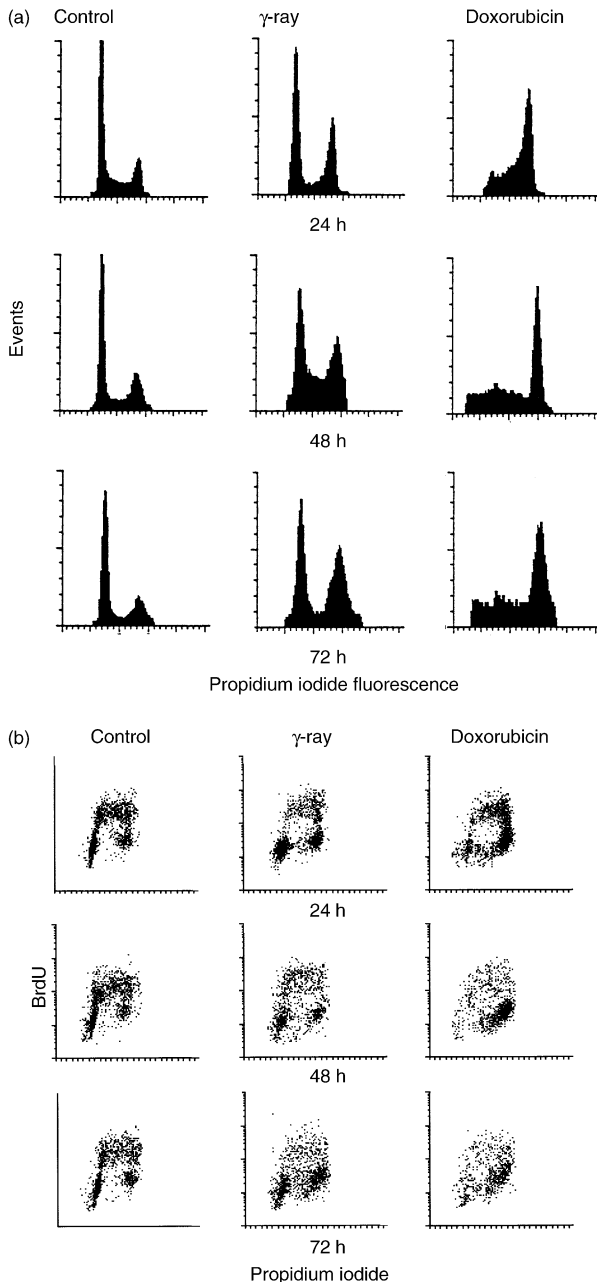 (a) Control γ-ray Doxorubicin
24 h
Events
48 h
72 h
Propidium iodide fluorescence
(b) Control γ-ray Doxorubicin
24 h
BrdU
48 h
72 h
Propidium iodide